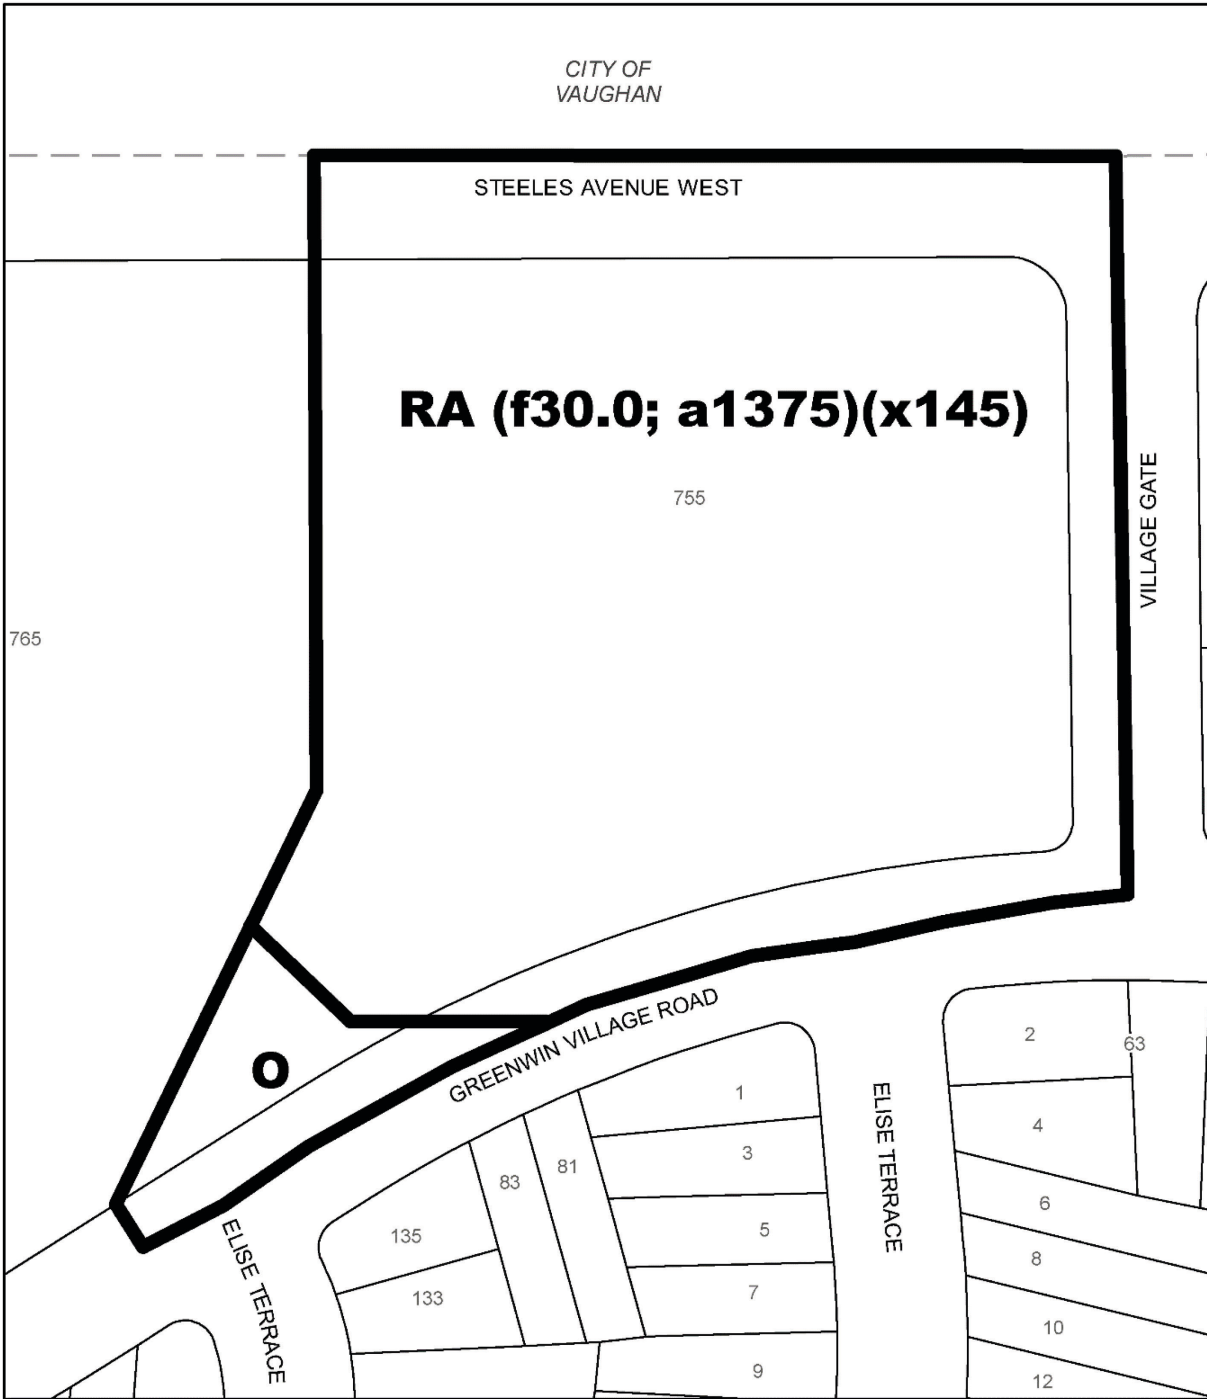 CITY OF
VAUGHAN
STEELES AVENUE WEST
RA (f30.0; a1375)(x145)
755
VILLAGE GATE
765
O
GREENWIN VILLAGE ROAD
2
63
1
4
ELISE TERRACE
3
81
83
6
5
135
8
ELISE TERRACE
7
133
10
9
12